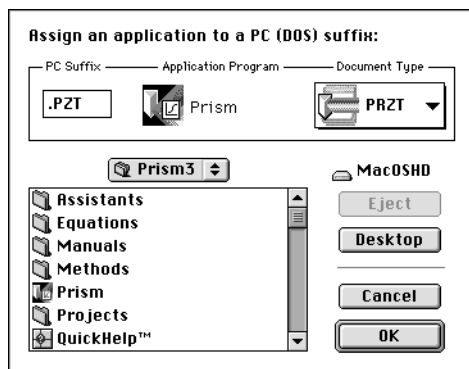 Assign an application to a PC (DOS) suffix:
PC Suffix Application Program Document Type
.PZT Prism PRZT
Prism3
MacOSHD
Assistants
Equations
Manuals
Methods
Prism
Projects
QuickHelp™
Eject
Desktop
Cancel
OK